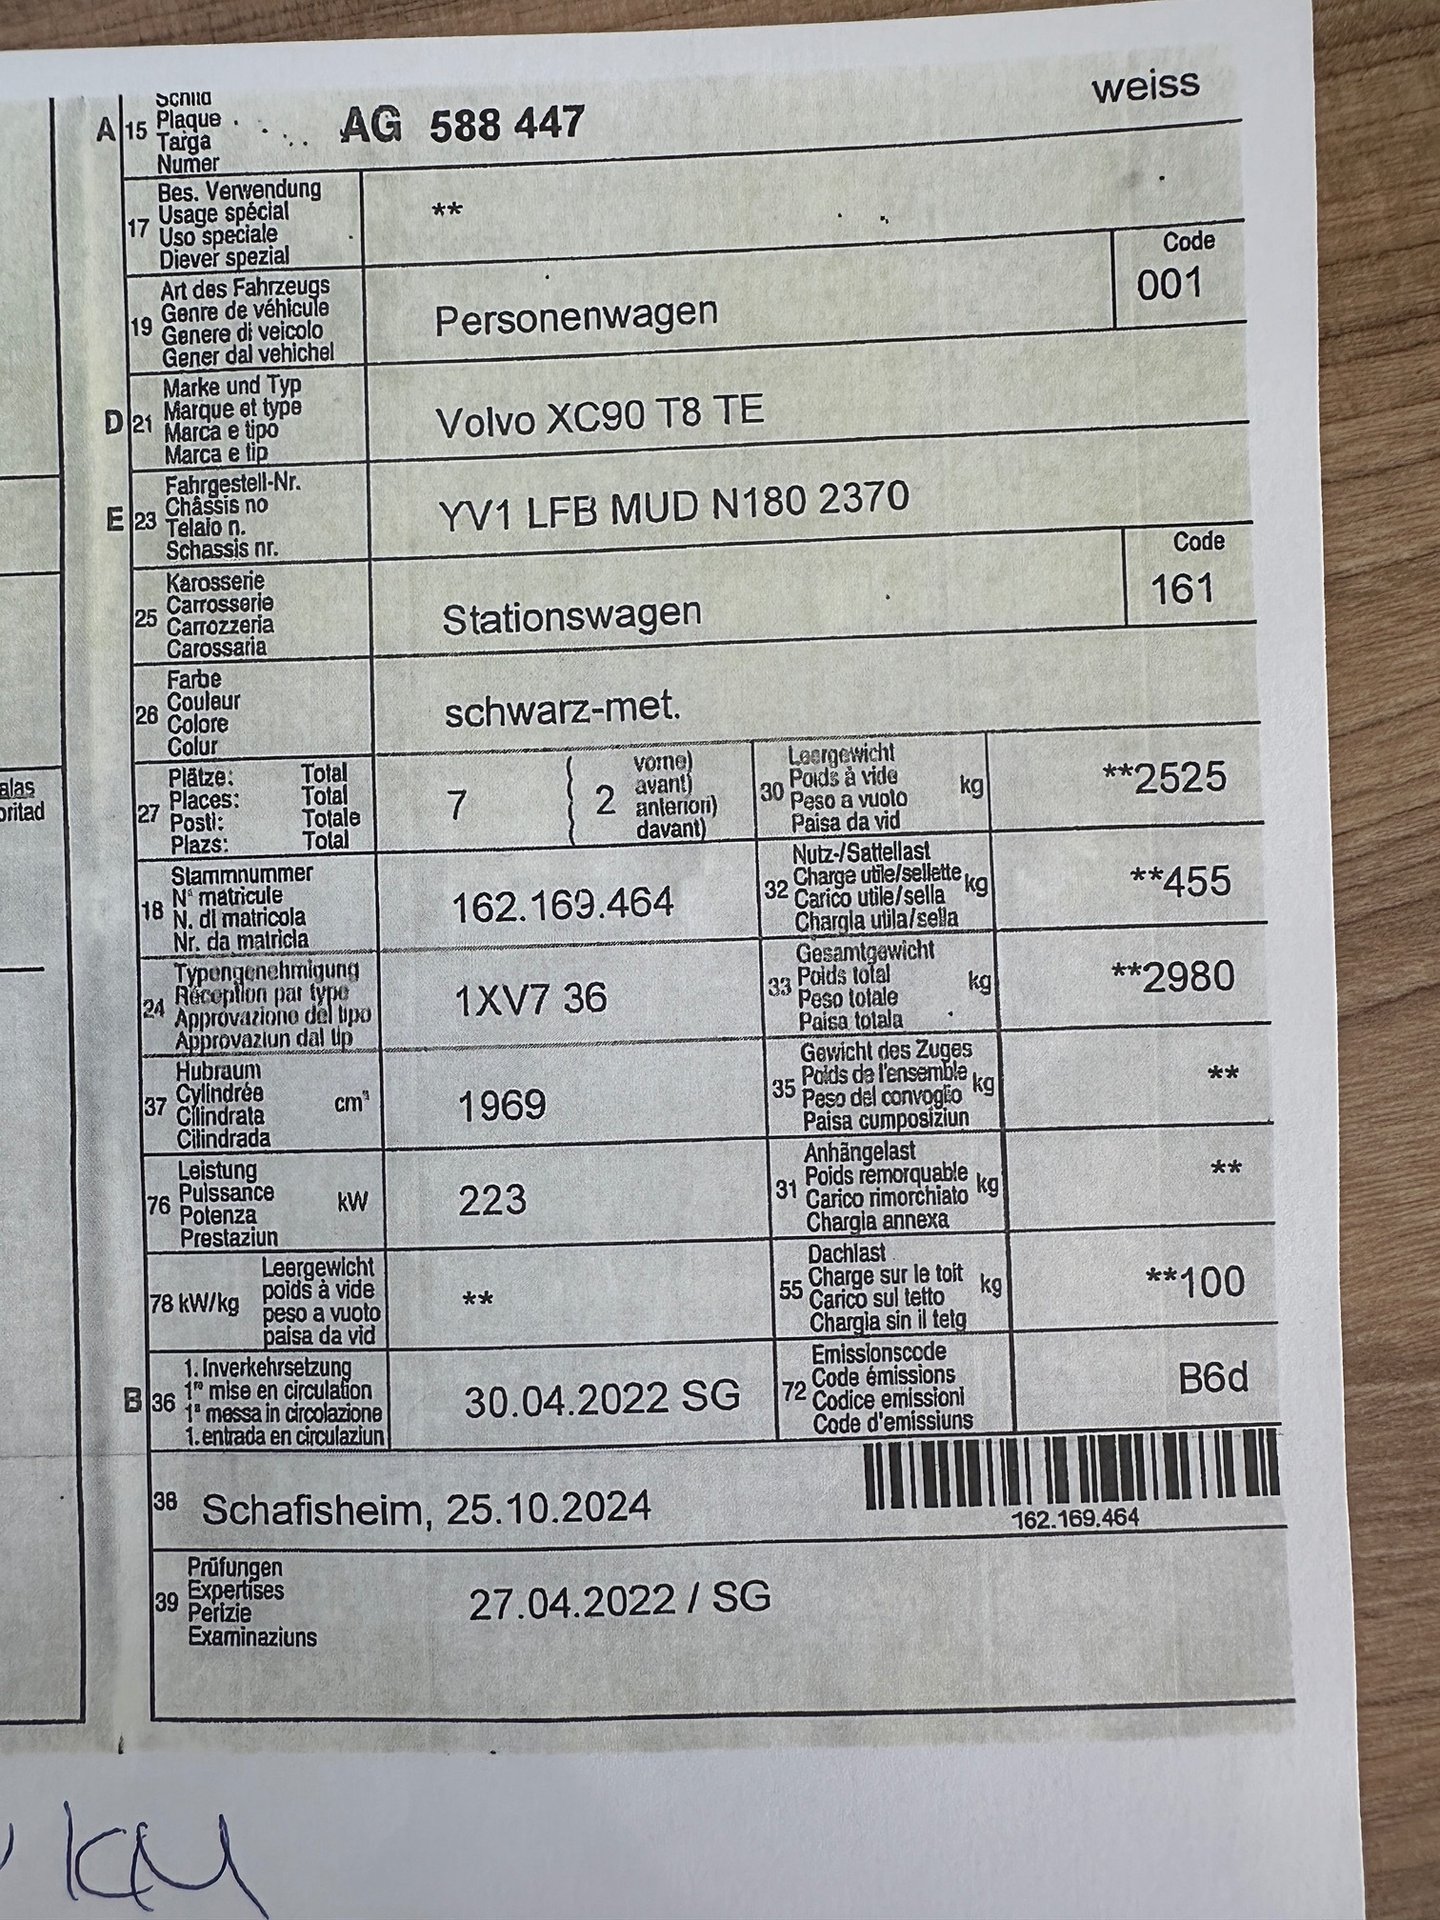 alas
oritad
weiss
A 15 Schild
Plaque
Targa
Numer
AG 588 447
17 Bes. Verwendung
Usage spécial
Uso speciale
Diever spezial
**
19 Art des Fahrzeugs
Genre de véhicule
Genere di veicolo
Gener dal vehichel
Personenwagen
Code
001
D 21 Marke und Typ
Marque et type
Marca e tipo
Marca e tip
Volvo XC90 T8 TE
E 23 Fahrgestell-Nr.
Châssis no
Telaio n.
Schassis nr.
YV1 LFB MUD N180 2370
25 Karosserie
Carrosserie
Carrozzeria
Carossaria
Stationswagen
Code
161
26 Farbe
Couleur
Colore
Colur
schwarz-met.
27 Plätze: Total
Places: Total
Posti: Totale
Plazs: Total
7 ( 2 vorne)
avant)
anteriori)
davant)
30 Leergewicht
Poids à vide
Peso a vuoto
Paisa da vid
kg
**2525
18 Stammnummer
N° matricule
N. di matricola
Nr. da matricla
162.169.464
32 Nutz-/Sattellast
Charge utile/sellette
Carico utile/sella
Chargia utila/sella
kg
**455
24 Typengenehmigung
Réception par type
Approvazione del tipo
Approvaziun dal tip
1XV7 36
33 Gesamtgewicht
Poids total
Peso totale
Paisa totala
kg
**2980
37 Hubraum
Cylindrée
Cilindrata
Cilindrada
cm³
1969
35 Gewicht des Zuges
Poids de l'ensemble
Peso del convoglio
Paisa cumposiziun
kg
**
76 Leistung
Puissance
Potenza
Prestaziun
kW
223
31 Anhängelast
Poids remorquable
Carico rimorchiato
Chargia annexa
kg
**
78 kW/kg Leergewicht
poids à vide
peso a vuoto
paisa da vid
**
55 Dachlast
Charge sur le toit
Carico sul tetto
Chargia sin il tetg
kg
**100
B 36 1. Inverkehrsetzung
1re mise en circulation
1a messa in circolazione
1. entrada en circulaziun
30.04.2022 SG
72 Emissionscode
Code émissions
Codice emissioni
Code d'emissiuns
B6d
38 Schafisheim, 25.10.2024
162.169.464
39 Prüfungen
Expertises
Perizie
Examinaziuns
27.04.2022 / SG
KM